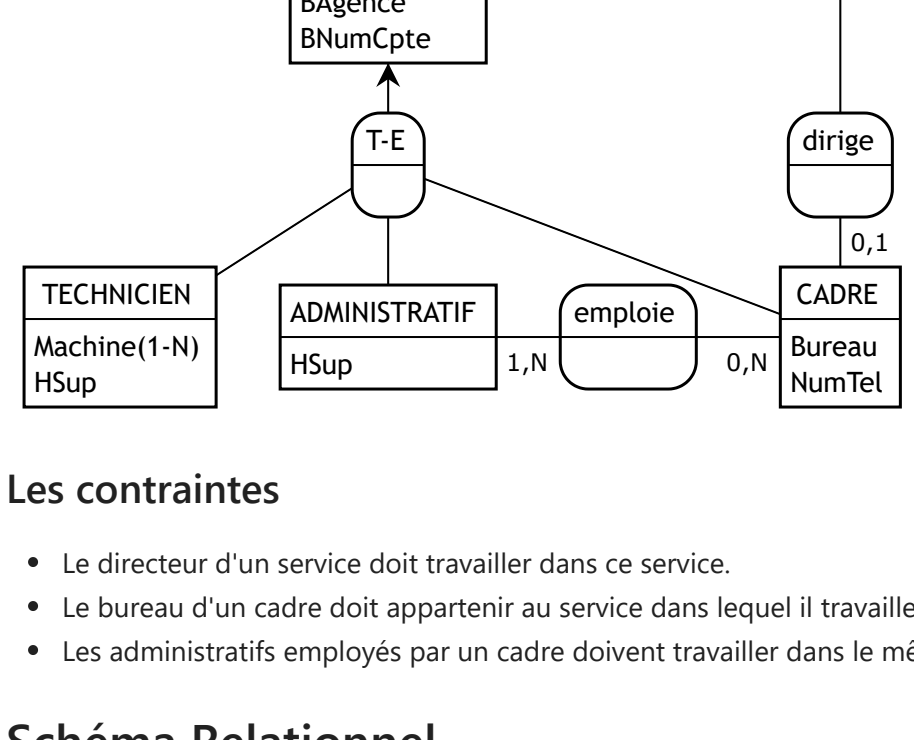 BAgence
BNumCpte
T-E
dirige
0,1
TECHNICIEN
Machine(1-N)
HSup
ADMINISTRATIF
HSup
1,N
emploie
0,N
CADRE
Bureau
NumTel
Les contraintes
• Le directeur d'un service doit travailler dans ce service.
• Le bureau d'un cadre doit appartenir au service dans lequel il travaille
• Les administratifs employés par un cadre doivent travailler dans le mê
Schéma Relationnel